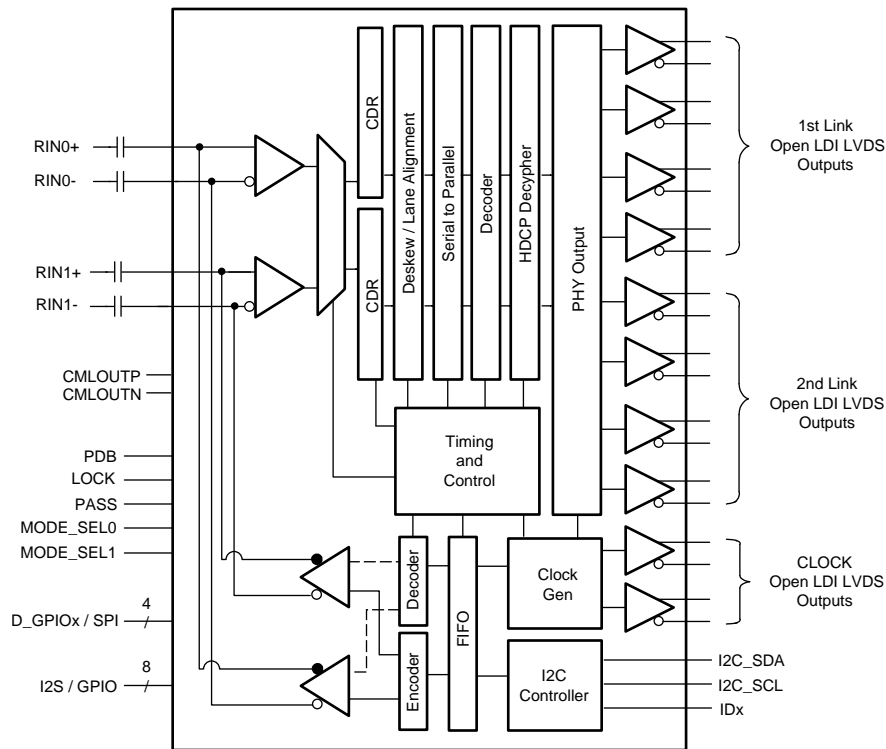 RIN0+
RIN0-
RIN1+
RIN1-
CMLOUTP
CMLOUTN
PDB
LOCK
PASS
MODE_SEL0
MODE_SEL1
D_GPIOx / SPI
4
I2S / GPIO
8
CDR
CDR
Deskew / Lane Alignment
Serial to Parallel
Decoder
HDCP Decypher
PHY Output
Timing
and
Control
Decoder
Encoder
FIFO
Clock
Gen
I2C
Controller
1st Link
Open LDI LVDS
Outputs
2nd Link
Open LDI LVDS
Outputs
CLOCK
Open LDI LVDS
Outputs
I2C_SDA
I2C_SCL
IDx